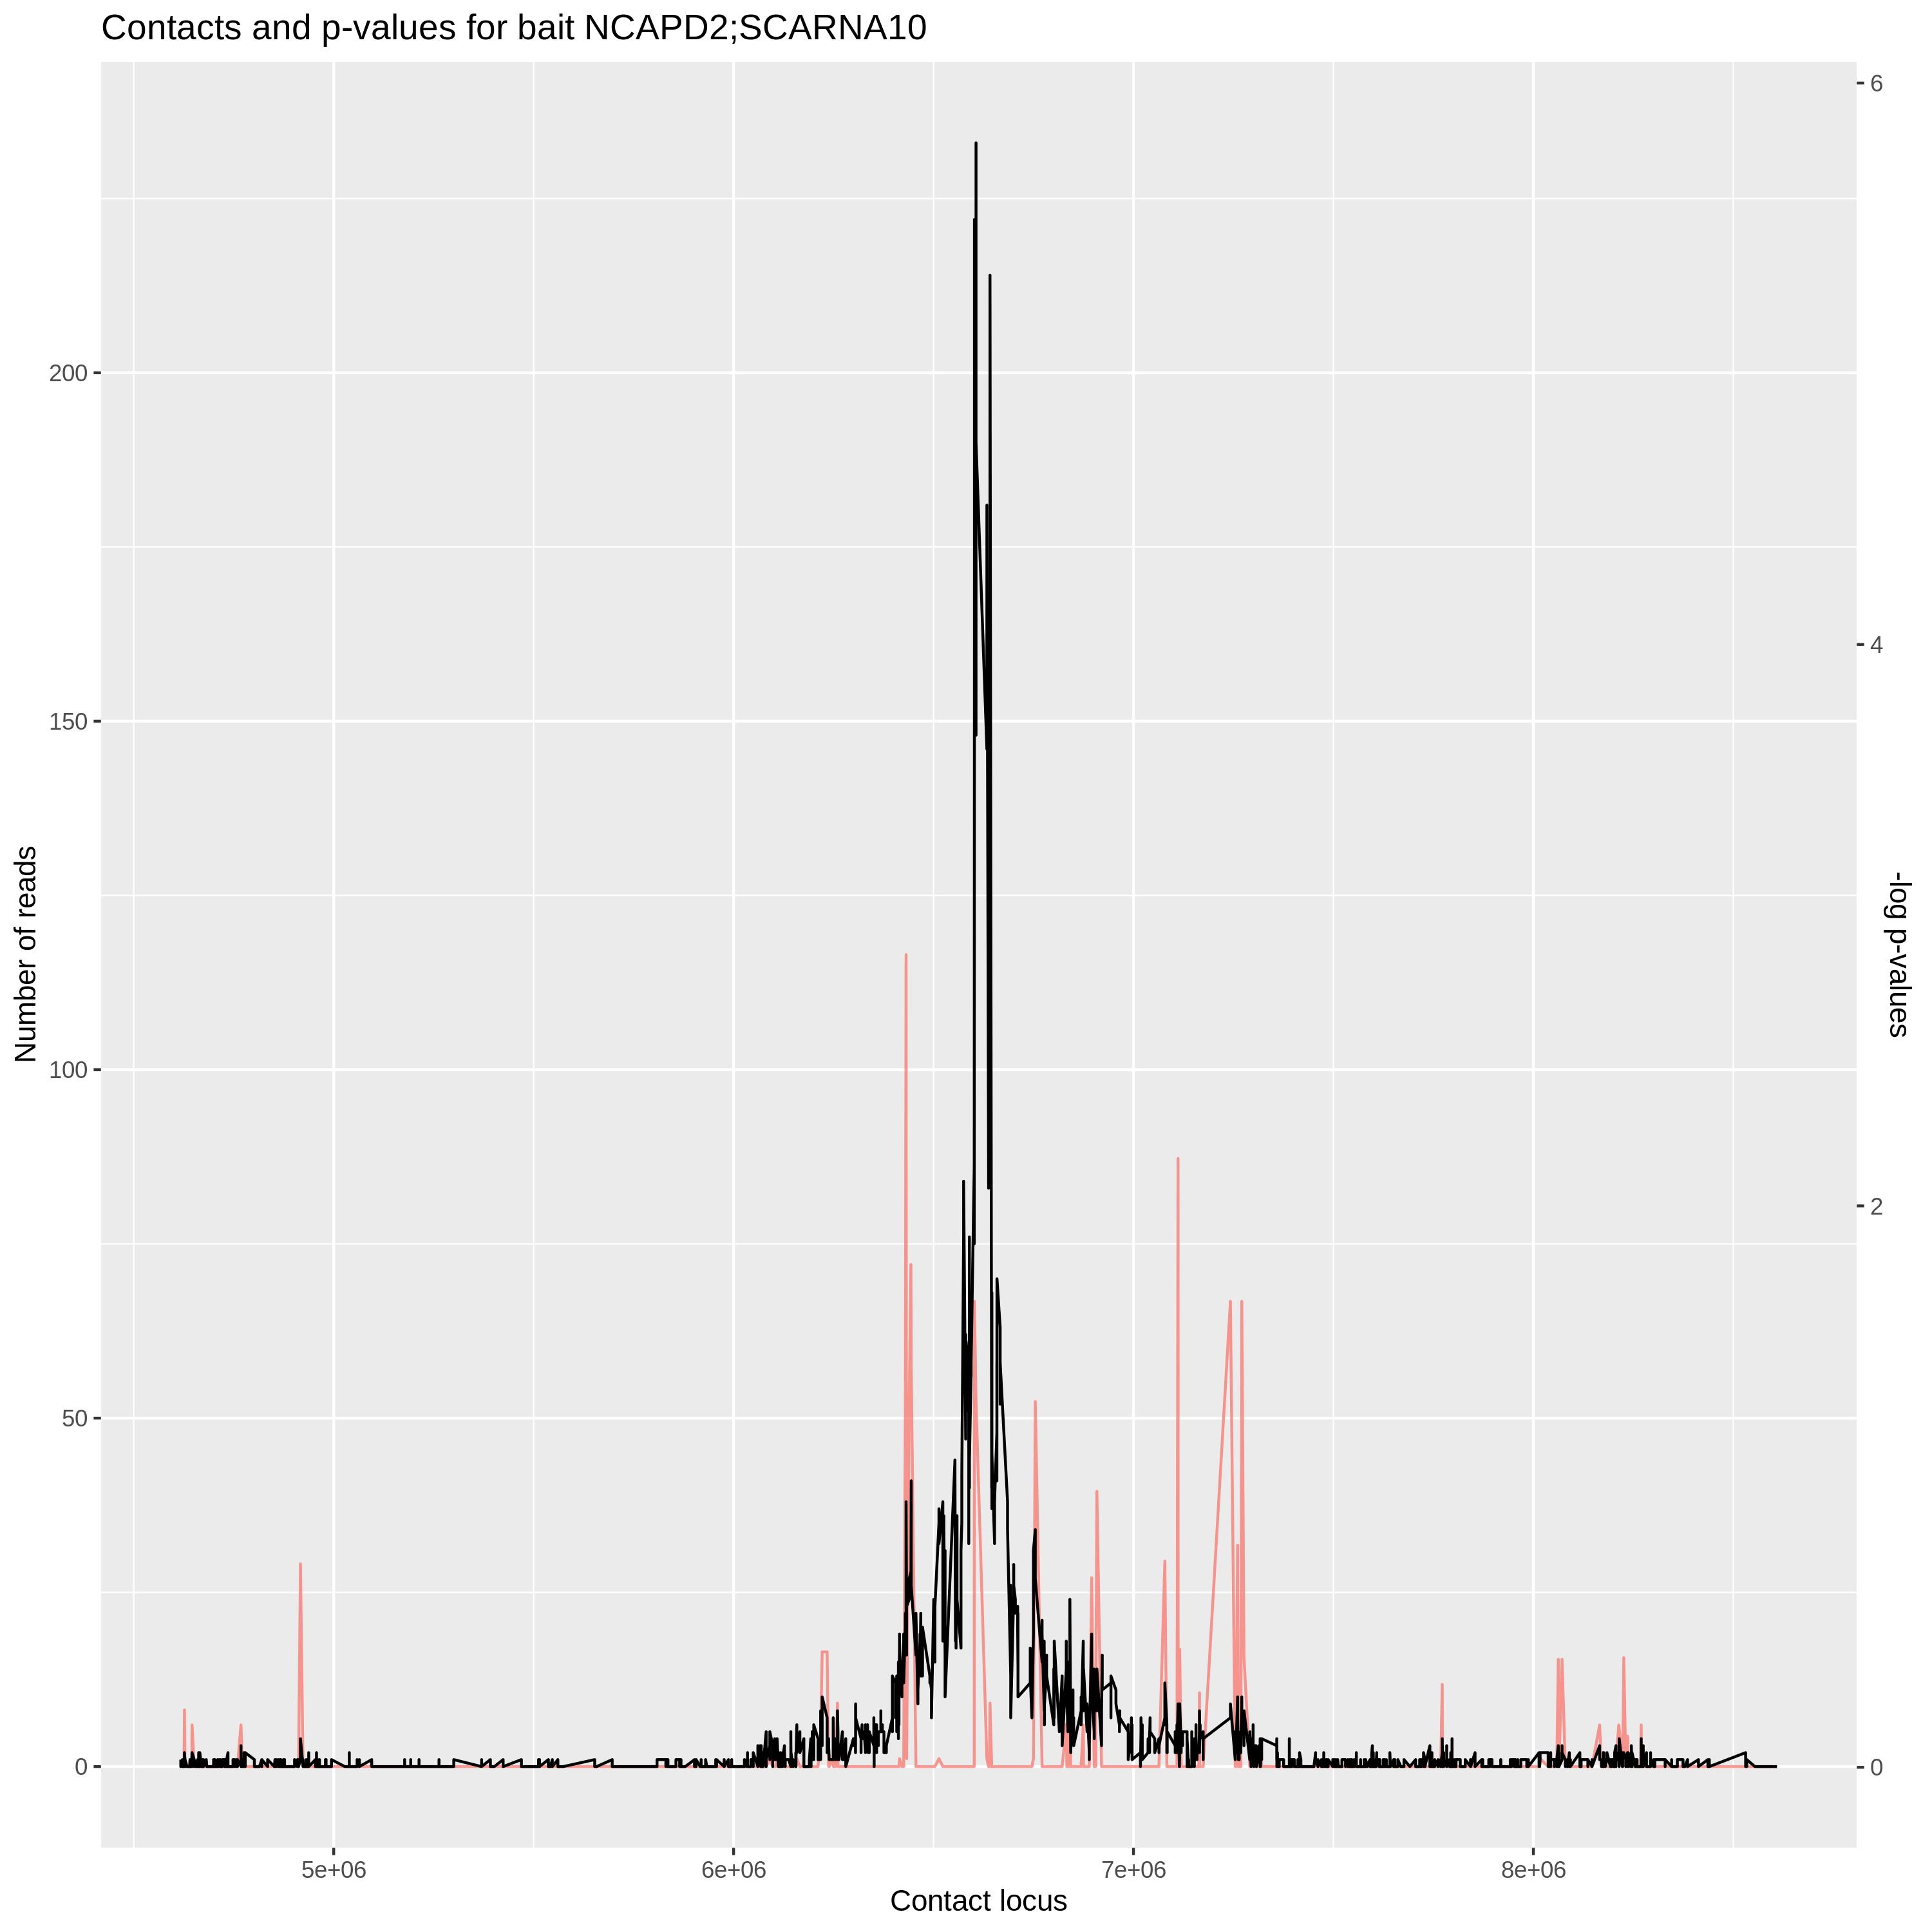 Contacts and p-values for bait NCAPD2;SCARNA10
6
200
4
150
Number of reads
-log p-values
100
2
50
0
0
5e+06
6e+06
7e+06
8e+06
Contact locus